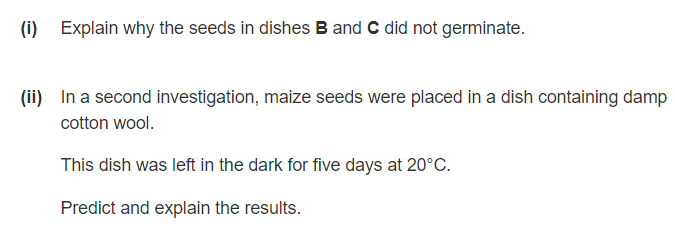 (i) Explain why the seeds in dishes B and C did not germinate.
(ii) In a second investigation, maize seeds were placed in a dish containing damp
cotton wool.
This dish was left in the dark for five days at 20°C.
Predict and explain the results.